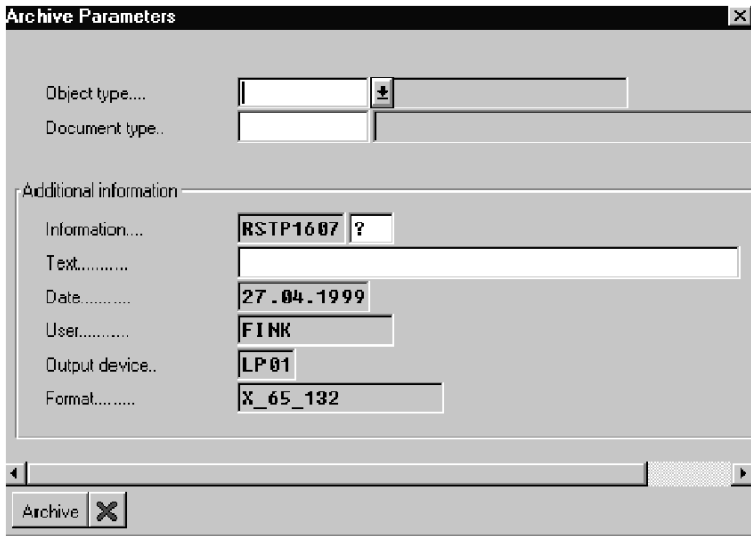 Archive Parameters
Object type....
Document type..
Additional information
Information.... RSTP1607 ?
Text...........
Date........... 27.04.1999
User........... FINK
Output device.. LP01
Format......... X_65_132
Archive